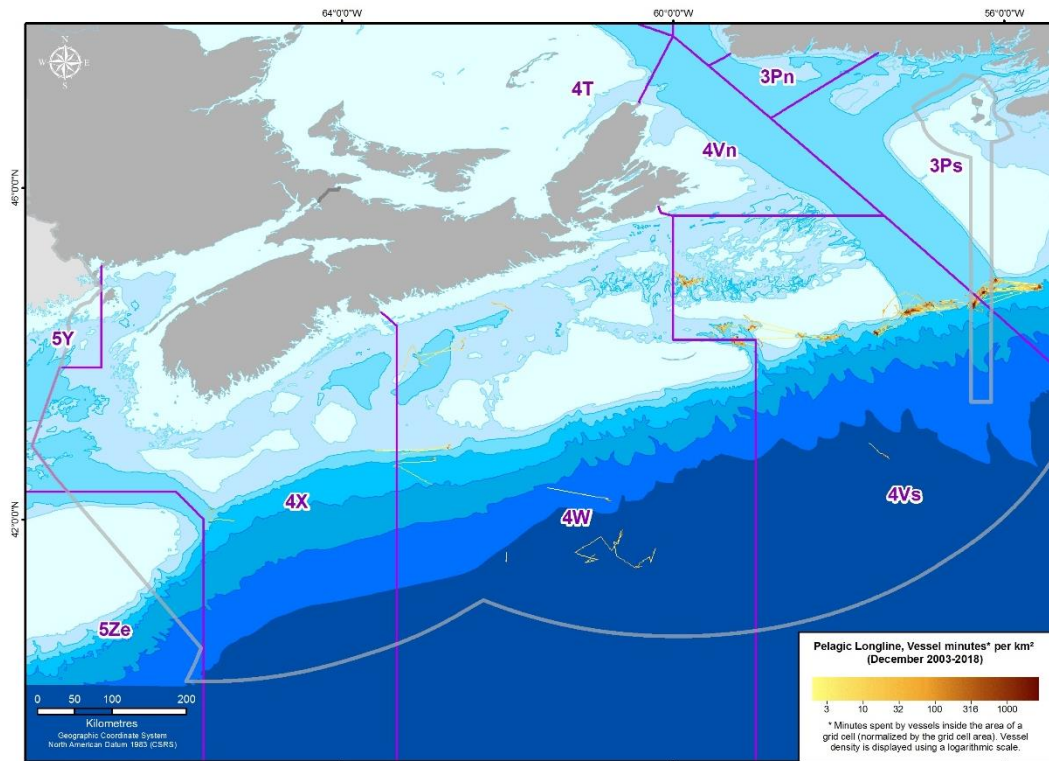 64°0'0"W
60°0'0"W
56°0'0"W
N
W
E
S
4T
3Pn
4Vn
3Ps
46°0'0"N
5Y
4X
4W
4Vs
42°0'0"N
5Ze
0 50 100 200
Kilometres
Geographic Coordinate System
North American Datum 1983 (CSRS)
Pelagic Longline, Vessel minutes* per km²
(December 2003-2018)
3 10 32 100 316 1000
* Minutes spent by vessels inside the area of a
grid cell (normalized by the grid cell area). Vessel
density is displayed using a logarithmic scale.